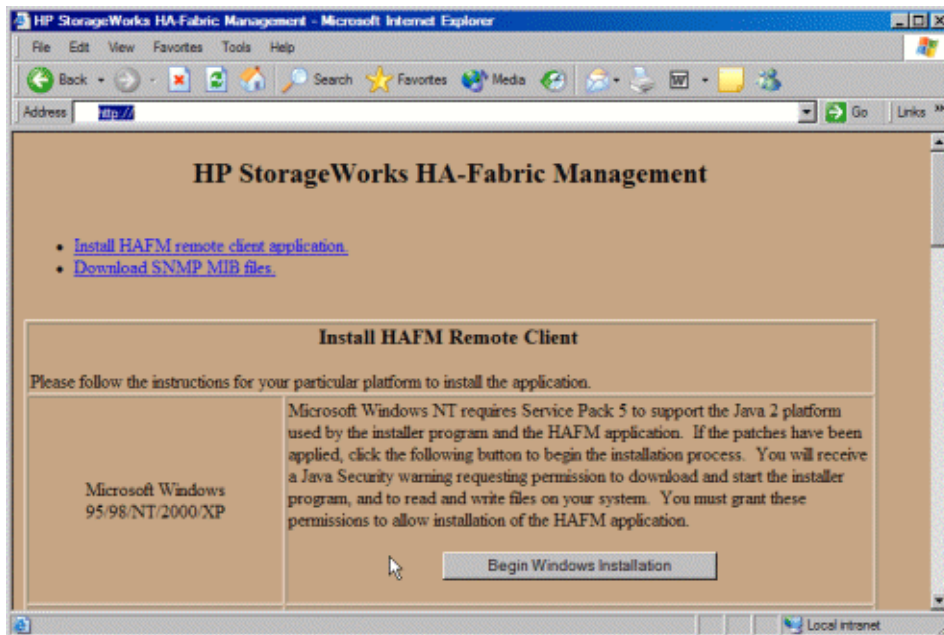 HP StorageWorks HA-Fabric Management - Microsoft Internet Explorer
File Edit View Favorites Tools Help
Back Search Favorites Media
Address http:// Go Links »
HP StorageWorks HA-Fabric Management
• Install HAFM remote client application.
• Download SNMP MIB files.
Install HAFM Remote Client
Please follow the instructions for your particular platform to install the application.
Microsoft Windows
95/98/NT/2000/XP
Microsoft Windows NT requires Service Pack 5 to support the Java 2 platform
used by the installer program and the HAFM application. If the patches have been
applied, click the following button to begin the installation process. You will receive
a Java Security warning requesting permission to download and start the installer
program, and to read and write files on your system. You must grant these
permissions to allow installation of the HAFM application.
Begin Windows Installation
Local intranet